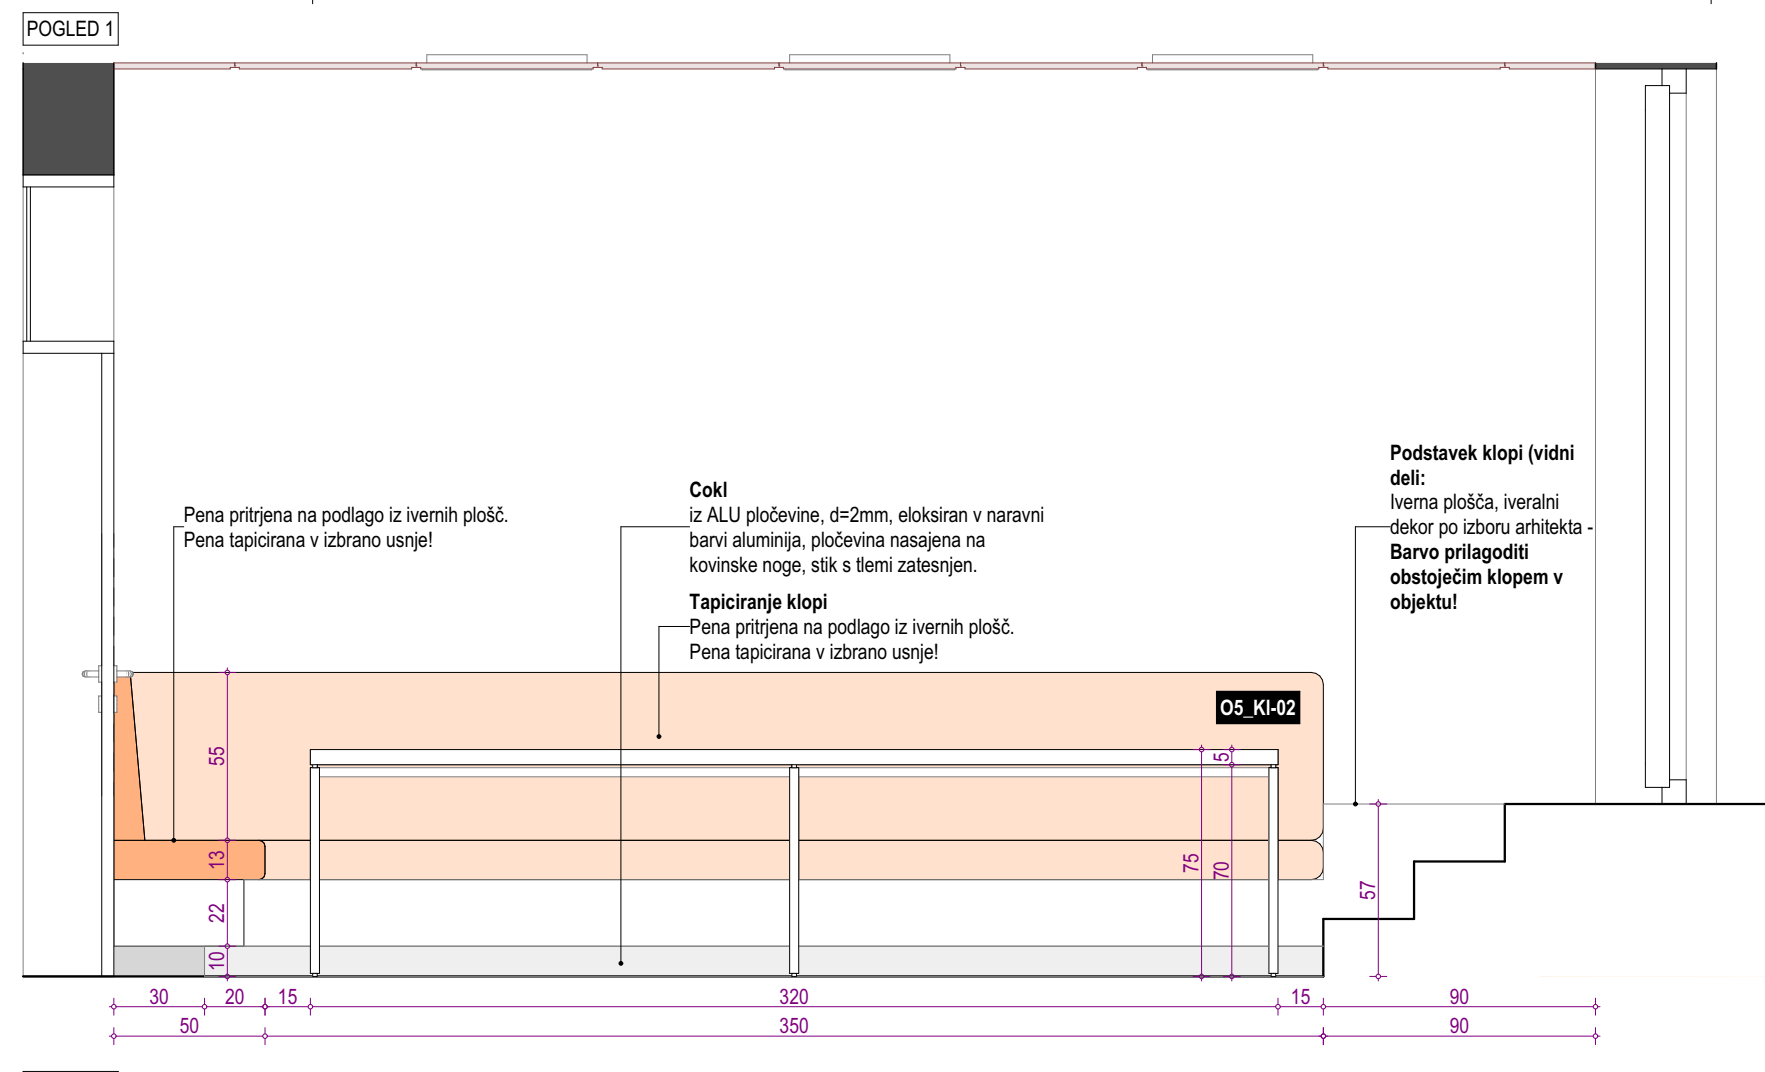 POGLED 1
Pena pritrjena na podlago iz ivernih plošč.
Pena tapicirana v izbrano usnje!
Cokl
iz ALU pločevine, d=2mm, eloksiran v naravni
barvi aluminija, pločevina nasajena na
kovinske noge, stik s tlemi zatesnjen.
Tapiciranje klopi
Pena pritrjena na podlago iz ivernih plošč.
Pena tapicirana v izbrano usnje!
Podstavek klopi (vidni
deli:
Iverna plošča, iveralni
dekor po izboru arhitekta -
Barvo prilagoditi
obstoječim klopem v
objektu!
O5_Kl-02
55
13
22
10
5
75
70
57
30 20 15 320 15 90
50 350 90